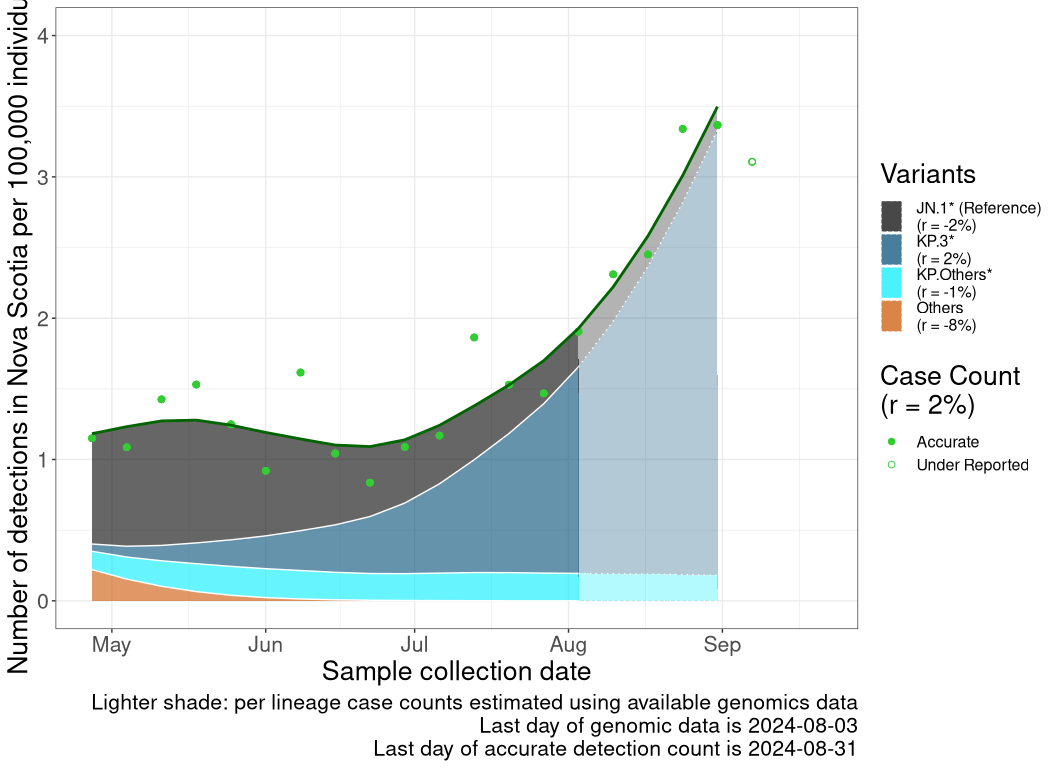 Number of detections in Nova Scotia per 100,000 individu
4
3
2
1
0
May Jun Jul Aug Sep
Sample collection date
Lighter shade: per lineage case counts estimated using available genomics data
Last day of genomic data is 2024-08-03
Last day of accurate detection count is 2024-08-31
Variants
JN.1* (Reference)
(r = -2%)
KP.3*
(r = 2%)
KP.Others*
(r = -1%)
Others
(r = -8%)
Case Count
(r = 2%)
Accurate
Under Reported